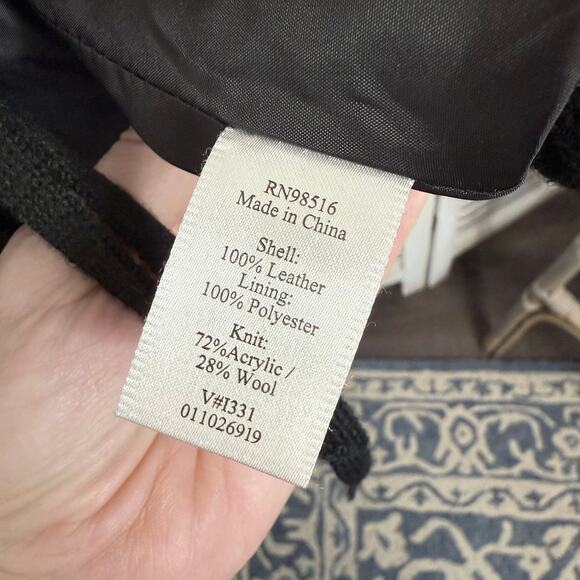 RN98516
Made in China
Shell:
100% Leather
Lining:
100% Polyester
Knit:
72%Acrylic /
28% Wool
V#I331
011026919